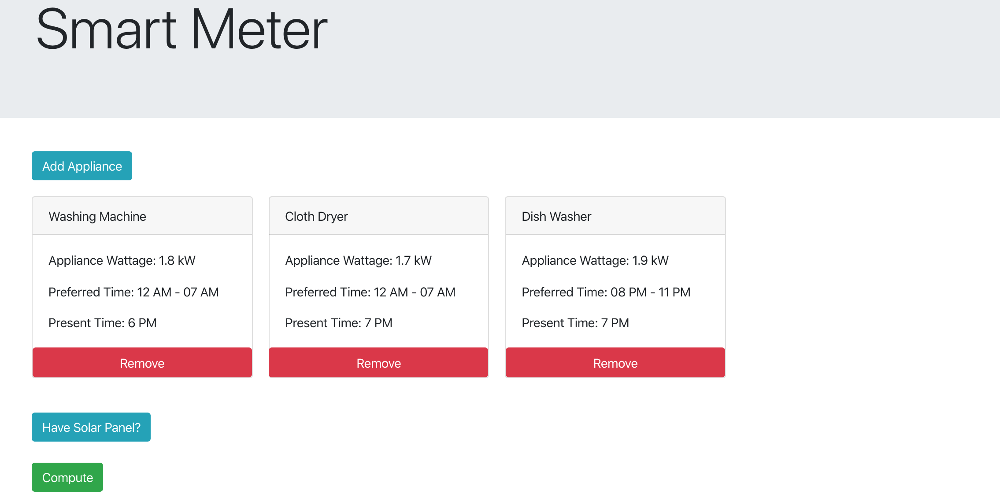 Smart Meter
Add Appliance
Washing Machine
Appliance Wattage: 1.8 kW
Preferred Time: 12 AM - 07 AM
Present Time: 6 PM
Remove
Cloth Dryer
Appliance Wattage: 1.7 kW
Preferred Time: 12 AM - 07 AM
Present Time: 7 PM
Remove
Dish Washer
Appliance Wattage: 1.9 kW
Preferred Time: 08 PM - 11 PM
Present Time: 7 PM
Remove
Have Solar Panel?
Compute